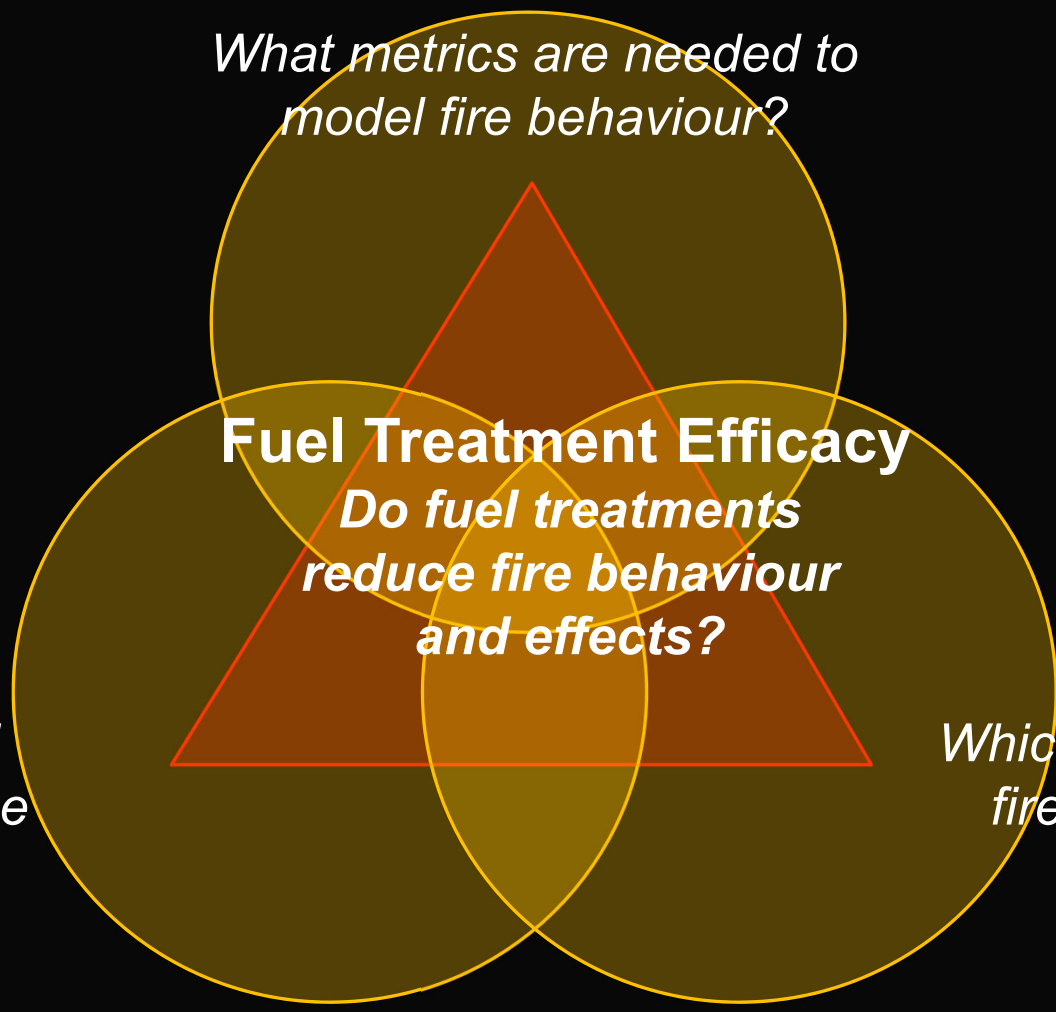 What metrics are needed to
model fire behaviour?
Fuel Treatment Efficacy
Do fuel treatments
reduce fire behaviour
and effects?